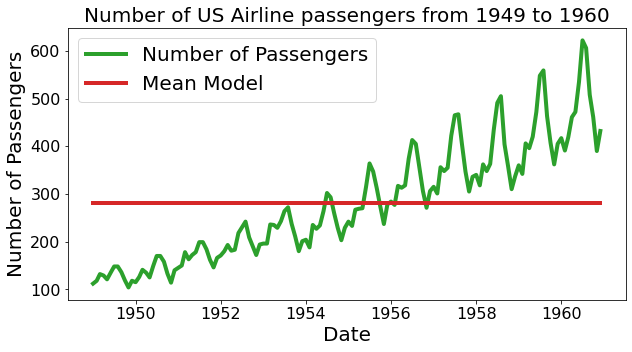 Number of US Airline passengers from 1949 to 1960
Number of Passengers
Mean Model
Number of Passengers
600
500
400
300
200
100
1950 1952 1954 1956 1958 1960
Date